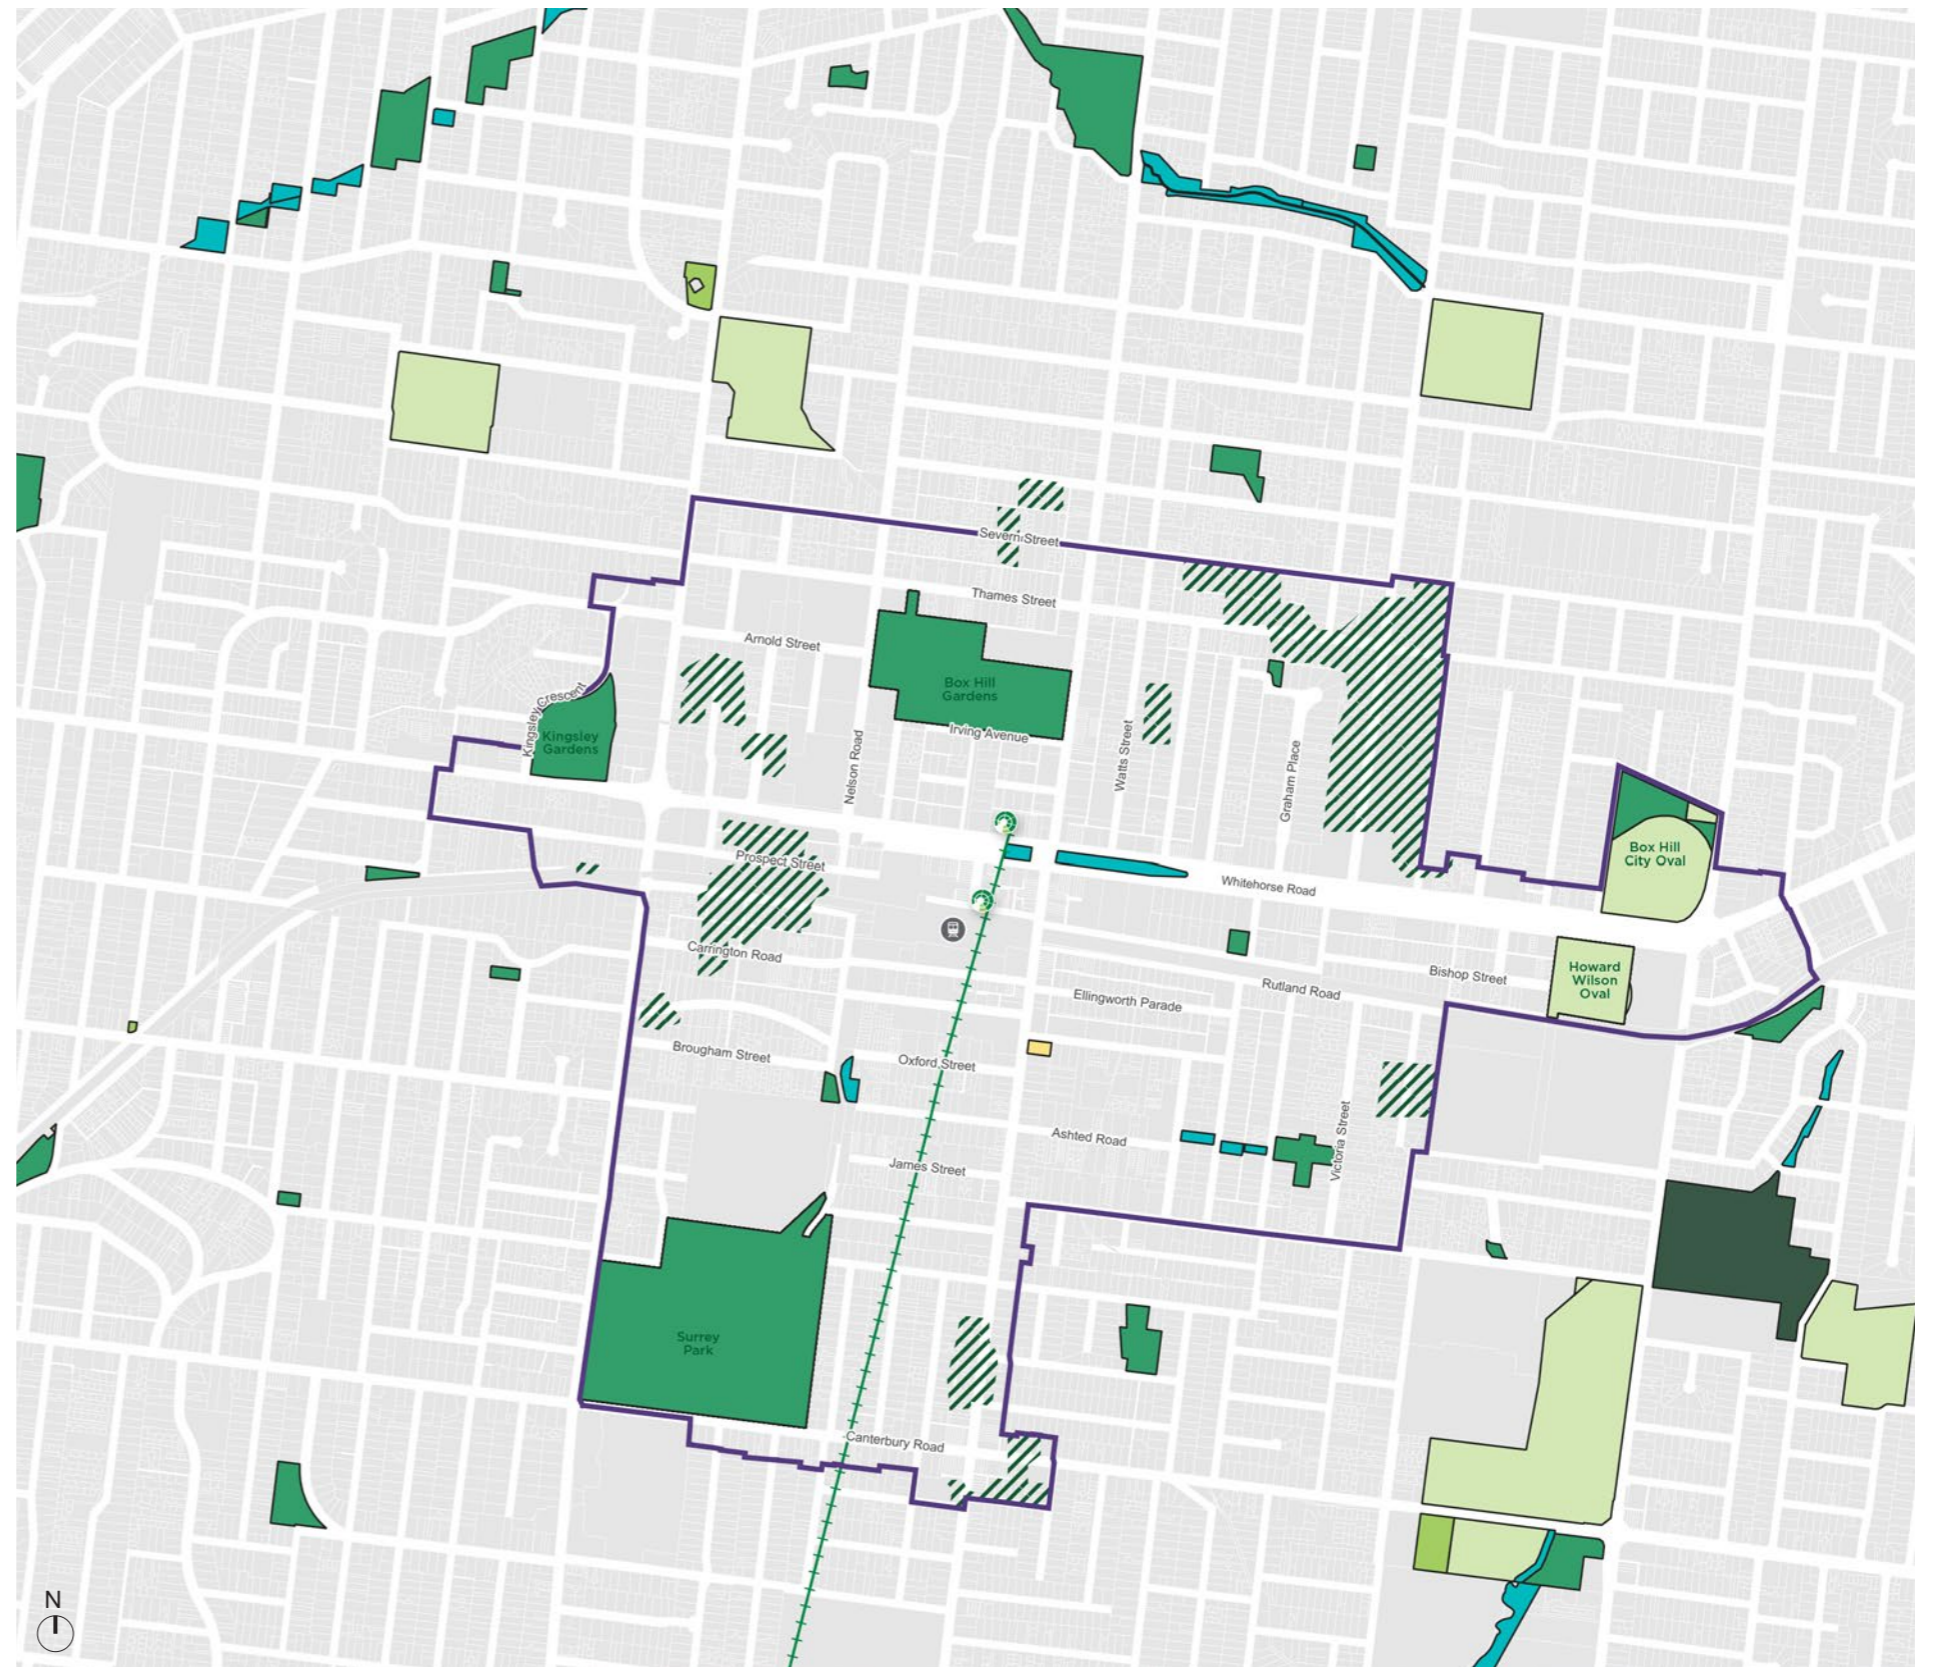 Severn Street
Thames Street
Arnold Street
Box Hill
Gardens
Kingsley Crescent
Kingsley
Gardens
Irving Avenue
Nelson Road
Watts Street
Graham Place
Prospect Street
Whitehorse Road
Box Hill
City Oval
Carrington Road
Bishop Street
Howard
Wilson
Oval
Rutland Road
Ellingworth Parade
Brougham Street
Oxford Street
Ashted Road
Victoria Street
James Street
Surrey
Park
Canterbury Road
N